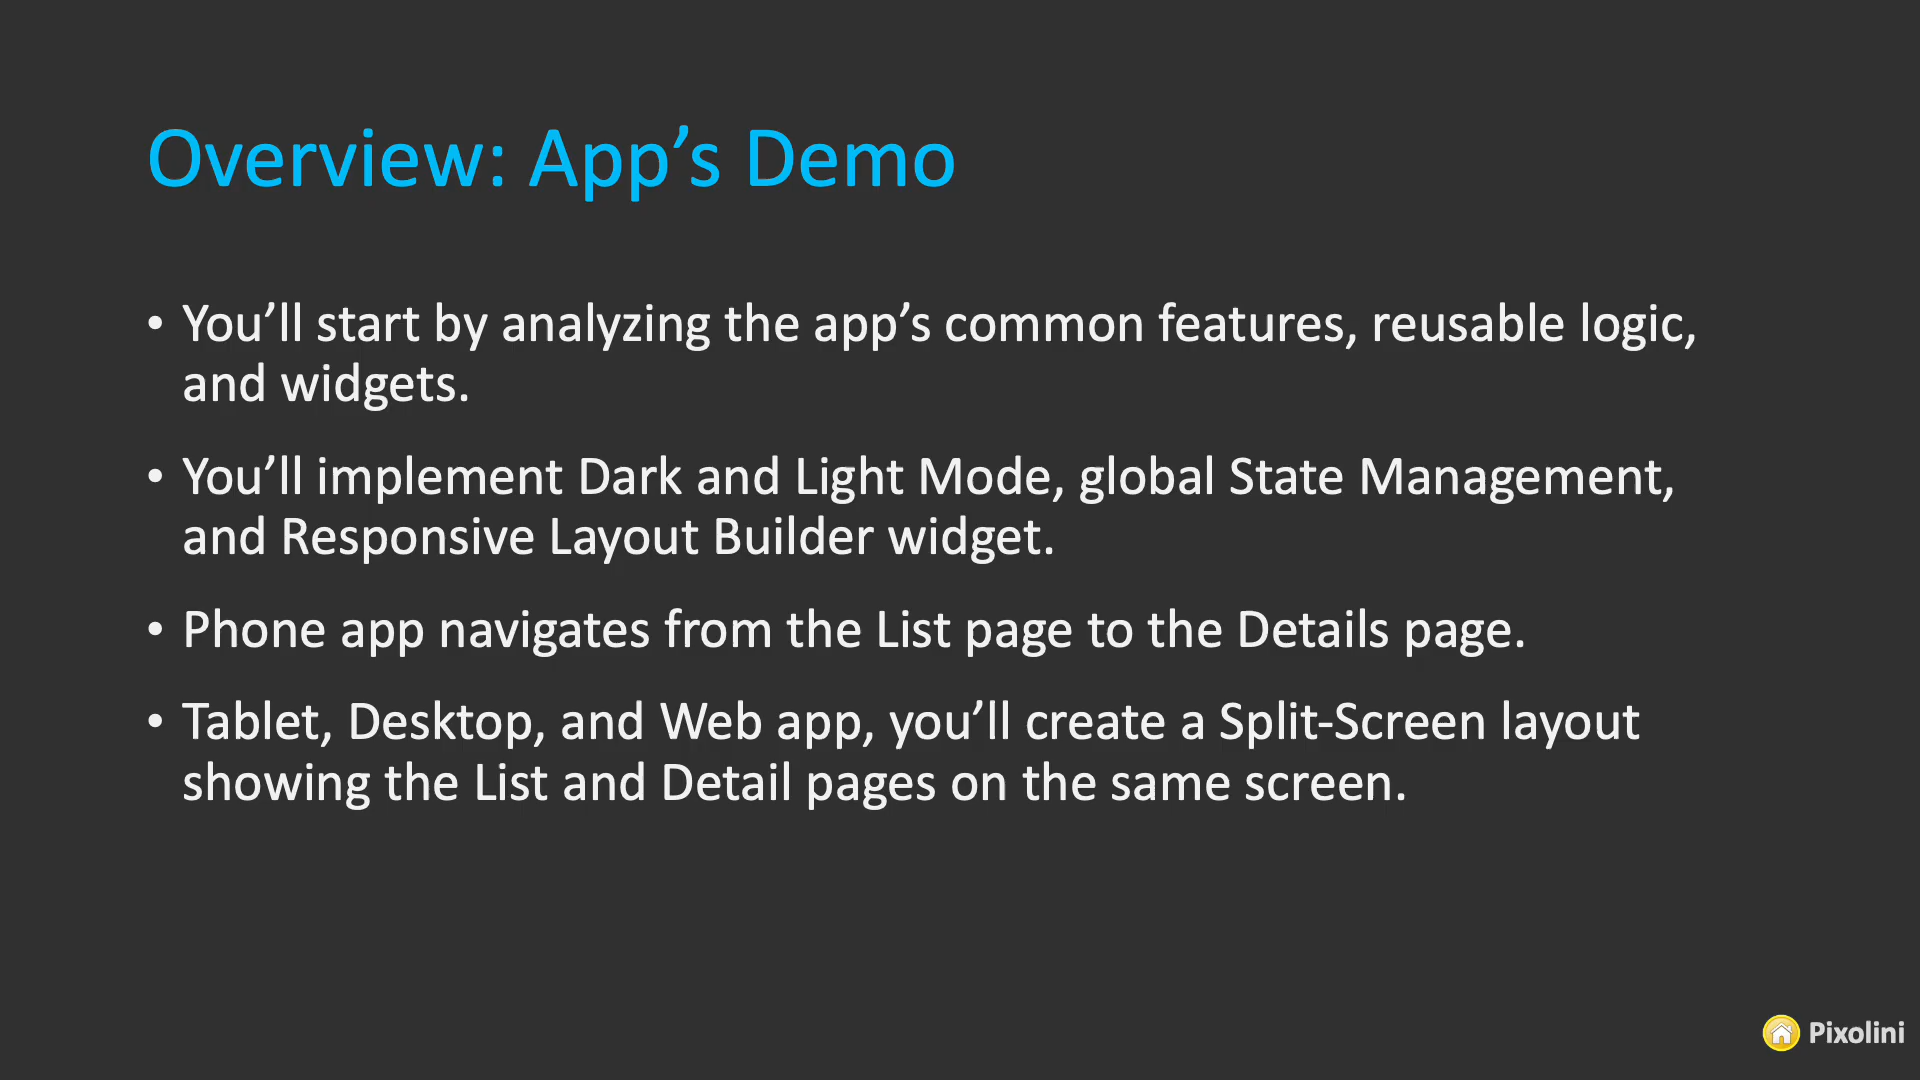 Overview: App’s Demo
• You’ll start by analyzing the app’s common features, reusable logic,
and widgets.
• You’ll implement Dark and Light Mode, global State Management,
and Responsive Layout Builder widget.
• Phone app navigates from the List page to the Details page.
• Tablet, Desktop, and Web app, you’ll create a Split-Screen layout
showing the List and Detail pages on the same screen.
Pixolini